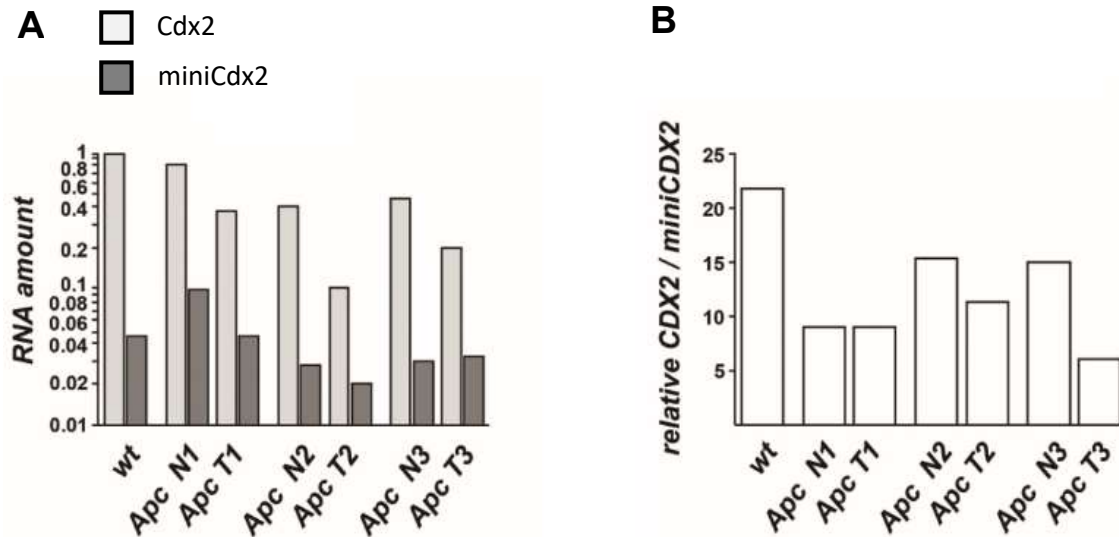 A
Cdx2
miniCdx2
RNA amount
1
0.8
0.6
0.4
0.2
0.1
0.08
0.06
0.04
0.02
0.01
wt
Apc N1
Apc T1
Apc N2
Apc T2
Apc N3
Apc T3
B
relative CDX2 / miniCDX2
25
20
15
10
5
wt
Apc N1
Apc T1
Apc N2
Apc T2
Apc N3
Apc T3